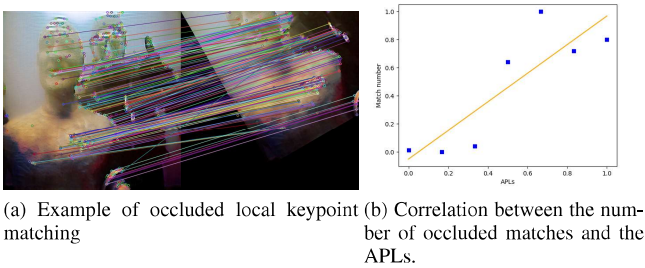 1.0
0.8
0.6
0.4
0.2
0.0
Match number
0.0 0.2 0.4 0.6 0.8 1.0
APLs
(a) Example of occluded local keypoint
matching
(b) Correlation between the num-
ber of occluded matches and the
APLs.